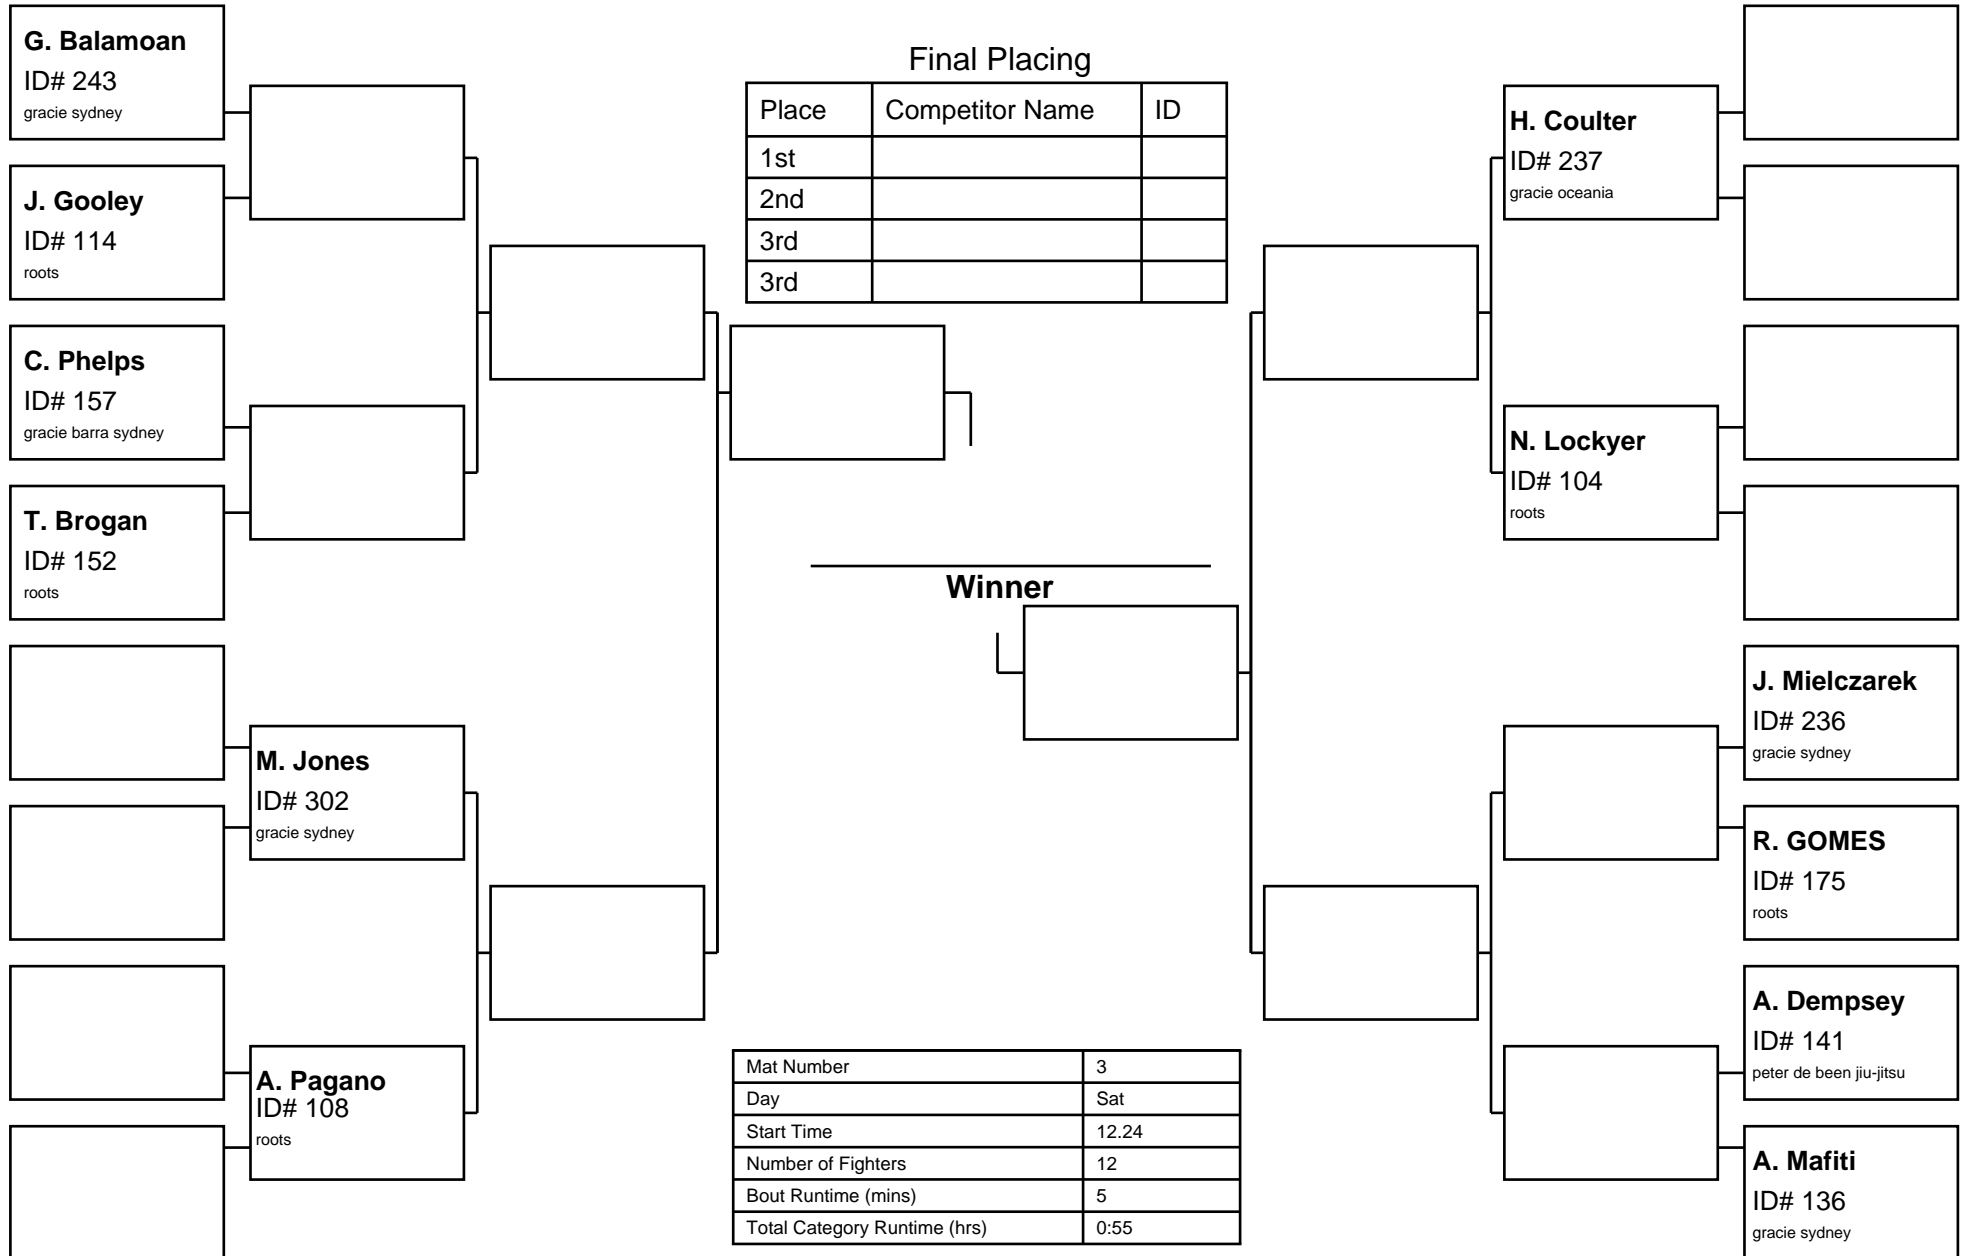 G. Balamoan
ID# 243
gracie sydney
J. Gooley
ID# 114
roots
C. Phelps
ID# 157
gracie barra sydney
T. Brogan
ID# 152
roots
M. Jones
ID# 302
gracie sydney
A. Pagano
ID# 108
roots
Final Placing
Place Competitor Name ID
1st
2nd
3rd
3rd
Winner
Mat Number 3
Day Sat
Start Time 12.24
Number of Fighters 12
Bout Runtime (mins) 5
Total Category Runtime (hrs) 0:55
H. Coulter
ID# 237
gracie oceania
N. Lockyer
ID# 104
roots
J. Mielczarek
ID# 236
gracie sydney
R. GOMES
ID# 175
roots
A. Dempsey
ID# 141
peter de been jiu-jitsu
A. Mafiti
ID# 136
gracie sydney